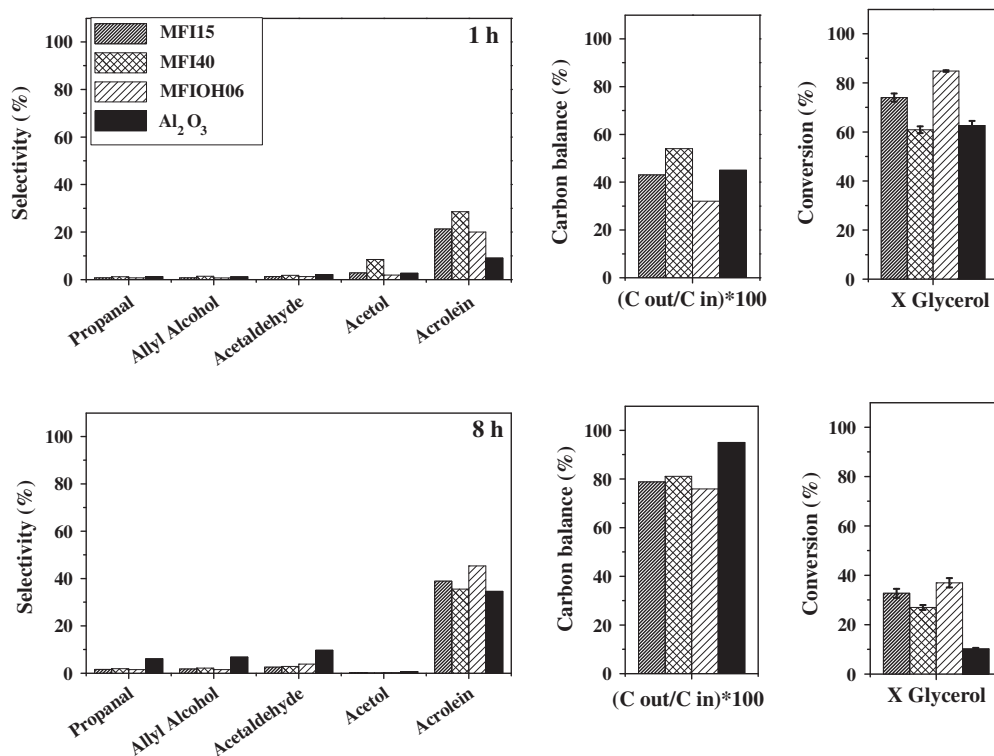 MFI15
MFI40
MFIOH06
Al2O3
1 h
Selectivity (%)
100
80
60
40
20
0
Propanal
Allyl Alcohol
Acetaldehyde
Acetol
Acrolein
Carbon balance (%)
100
80
60
40
20
0
(C out/C in)*100
Conversion (%)
100
80
60
40
20
0
X Glycerol
8 h
Selectivity (%)
100
80
60
40
20
0
Propanal
Allyl Alcohol
Acetaldehyde
Acetol
Acrolein
Carbon balance (%)
100
80
60
40
20
0
(C out/C in)*100
Conversion (%)
100
80
60
40
20
0
X Glycerol